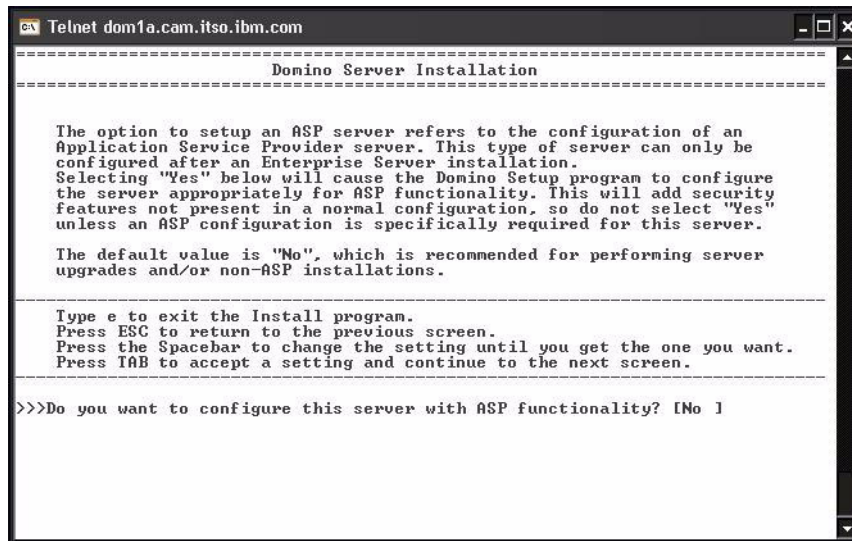 Telnet dom1a.cam.itso.ibm.com
Domino Server Installation
The option to setup an ASP server refers to the configuration of an
Application Service Provider server. This type of server can only be
configured after an Enterprise Server installation.
Selecting "Yes" below will cause the Domino Setup program to configure
the server appropriately for ASP functionality. This will add security
features not present in a normal configuration, so do not select "Yes"
unless an ASP configuration is specifically required for this server.
The default value is "No", which is recommended for performing server
upgrades and/or non-ASP installations.
Type e to exit the Install program.
Press ESC to return to the previous screen.
Press the Spacebar to change the setting until you get the one you want.
Press TAB to accept a setting and continue to the next screen.
>>>Do you want to configure this server with ASP functionality? [No ]